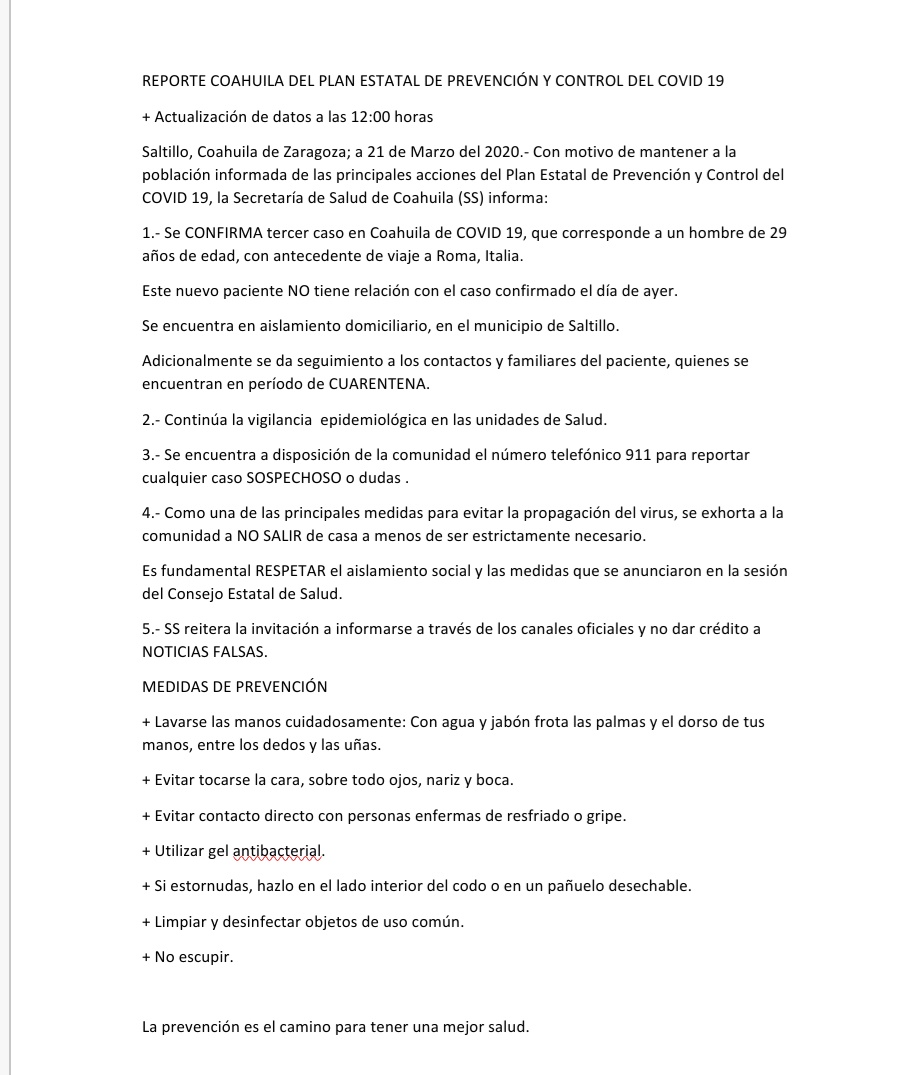 REPORTE COAHUILA DEL PLAN ESTATAL DE PREVENCIÓN Y CONTROL DEL COVID 19
+ Actualización de datos a las 12:00 horas
Saltillo, Coahuila de Zaragoza; a 21 de Marzo del 2020.- Con motivo de mantener a la
población informada de las principales acciones del Plan Estatal de Prevención y Control del
COVID 19, la Secretaría de Salud de Coahuila (SS) informa:
1.- Se CONFIRMA tercer caso en Coahuila de COVID 19, que corresponde a un hombre de 29
años de edad, con antecedente de viaje a Roma, Italia.
Este nuevo paciente NO tiene relación con el caso confirmado el día de ayer.
Se encuentra en aislamiento domiciliario, en el municipio de Saltillo.
Adicionalmente se da seguimiento a los contactos y familiares del paciente, quienes se
encuentran en período de CUARENTENA.
2.- Continúa la vigilancia  epidemiológica en las unidades de Salud.
3.- Se encuentra a disposición de la comunidad el número telefónico 911 para reportar
cualquier caso SOSPECHOSO o dudas .
4.- Como una de las principales medidas para evitar la propagación del virus, se exhorta a la
comunidad a NO SALIR de casa a menos de ser estrictamente necesario.
Es fundamental RESPETAR el aislamiento social y las medidas que se anunciaron en la sesión
del Consejo Estatal de Salud.
5.- SS reitera la invitación a informarse a través de los canales oficiales y no dar crédito a
NOTICIAS FALSAS.
MEDIDAS DE PREVENCIÓN
+ Lavarse las manos cuidadosamente: Con agua y jabón frota las palmas y el dorso de tus
manos, entre los dedos y las uñas.
+ Evitar tocarse la cara, sobre todo ojos, nariz y boca.
+ Evitar contacto directo con personas enfermas de resfriado o gripe.
+ Utilizar gel antibacterial.
+ Si estornudas, hazlo en el lado interior del codo o en un pañuelo desechable.
+ Limpiar y desinfectar objetos de uso común.
+ No escupir.
La prevención es el camino para tener una mejor salud.